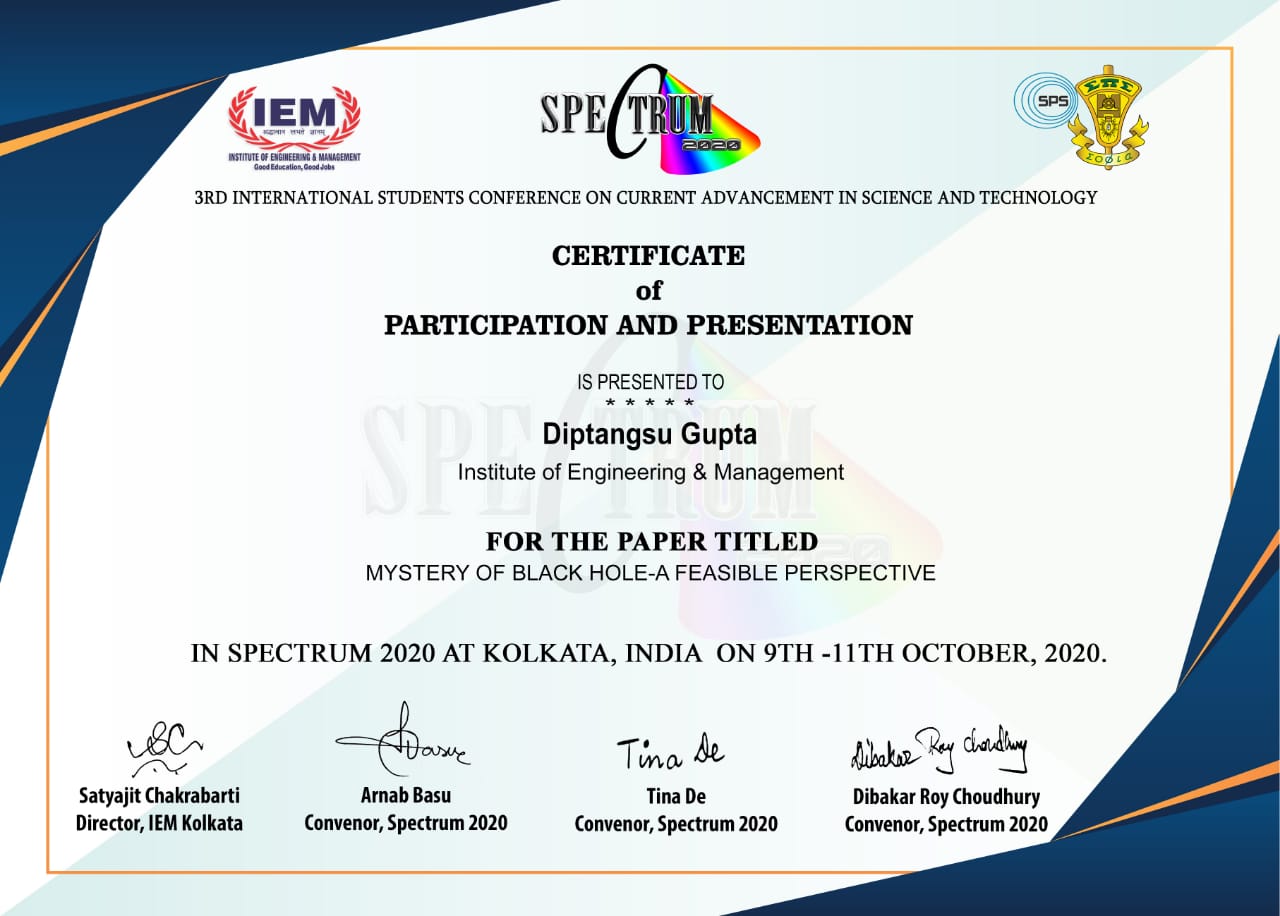 IEM
श्रद्धावान लभते ज्ञानम्
INSTITUTE OF ENGINEERING & MANAGEMENT
Good Education, Good Jobs
SPECTRUM
2020
SPS
ΣΠΣ
Σοφία
3RD INTERNATIONAL STUDENTS CONFERENCE ON CURRENT ADVANCEMENT IN SCIENCE AND TECHNOLOGY
CERTIFICATE
of
PARTICIPATION AND PRESENTATION
IS PRESENTED TO
* * * * *
Diptangsu Gupta
Institute of Engineering & Management
SPECTRUM
2020
FOR THE PAPER TITLED
MYSTERY OF BLACK HOLE-A FEASIBLE PERSPECTIVE
IN SPECTRUM 2020 AT KOLKATA, INDIA ON 9TH -11TH OCTOBER, 2020.
Tina De
Dibakar Roy Choudhury
Satyajit Chakrabarti
Director, IEM Kolkata
Arnab Basu
Convenor, Spectrum 2020
Tina De
Convenor, Spectrum 2020
Dibakar Roy Choudhury
Convenor, Spectrum 2020